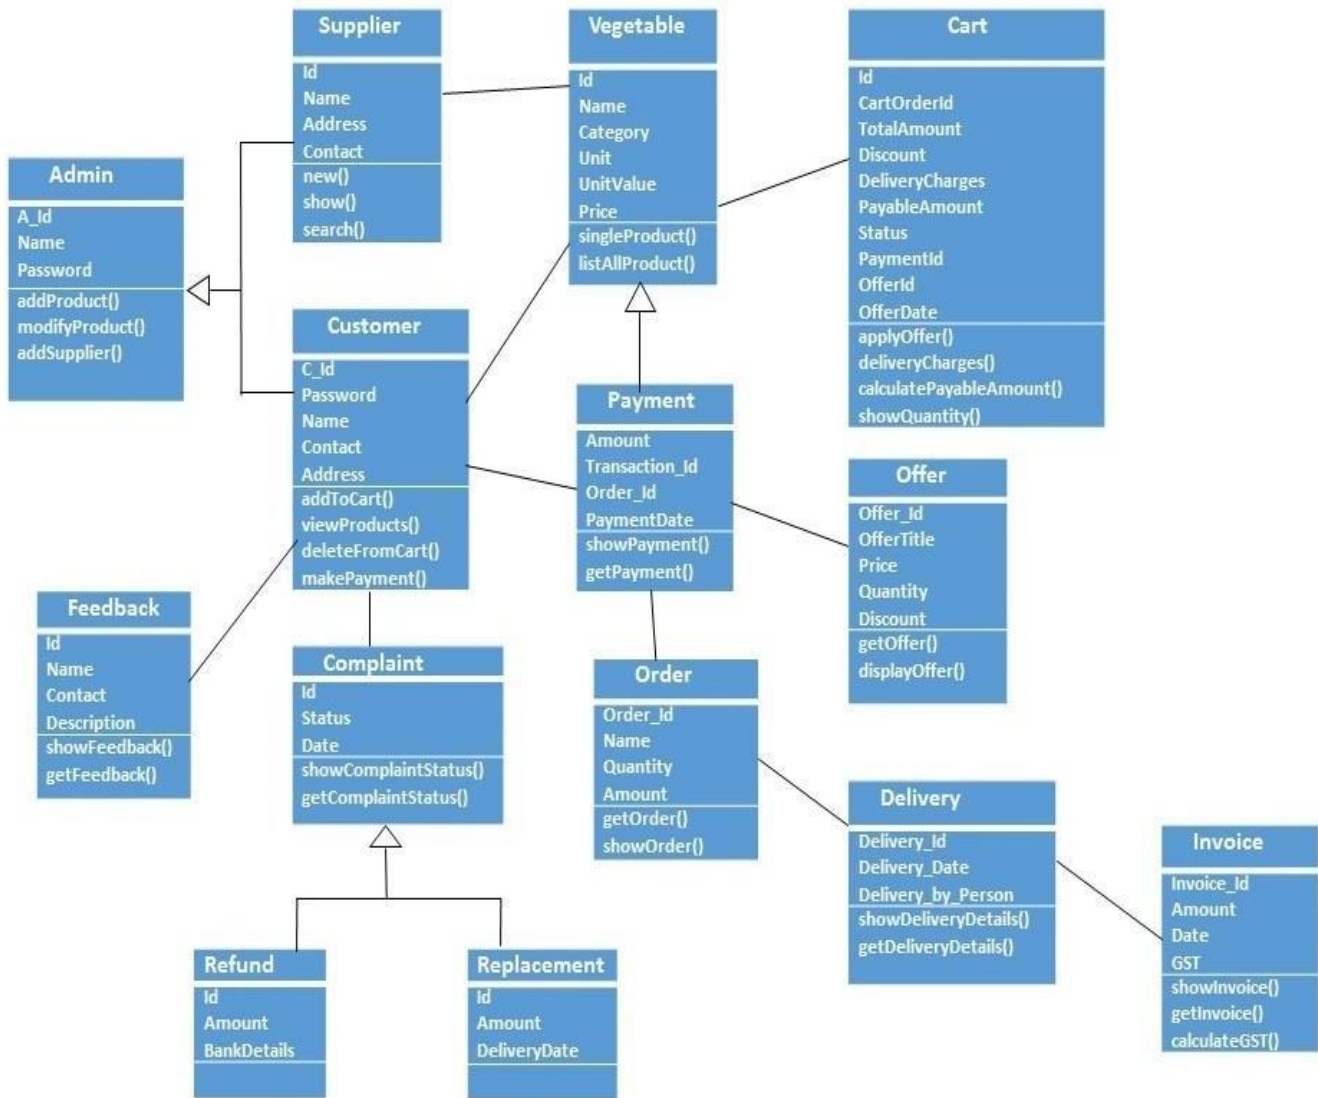 Supplier
Id
Name
Address
Contact
new()
show()
search()
Vegetable
Id
Name
Category
Unit
UnitValue
Price
singleProduct()
listAllProduct()
Cart
Id
CartOrderId
TotalAmount
Discount
DeliveryCharges
PayableAmount
Status
PaymentId
OfferId
OfferDate
applyOffer()
deliveryCharges()
calculatePayableAmount()
showQuantity()
Admin
A_Id
Name
Password
addProduct()
modifyProduct()
addSupplier()
Customer
C_Id
Password
Name
Contact
Address
addToCart()
viewProducts()
deleteFromCart()
makePayment()
Payment
Amount
Transaction_Id
Order_Id
PaymentDate
showPayment()
getPayment()
Offer
Offer_Id
OfferTitle
Price
Quantity
Discount
getOffer()
displayOffer()
Feedback
Id
Name
Contact
Description
showFeedback()
getFeedback()
Complaint
Id
Status
Date
showComplaintStatus()
getComplaintStatus()
Order
Order_Id
Name
Quantity
Amount
getOrder()
showOrder()
Delivery
Delivery_Id
Delivery_Date
Delivery_by_Person
showDeliveryDetails()
getDeliveryDetails()
Invoice
Invoice_Id
Amount
Date
GST
showInvoice()
getInvoice()
calculateGST()
Refund
Id
Amount
BankDetails
Replacement
Id
Amount
DeliveryDate